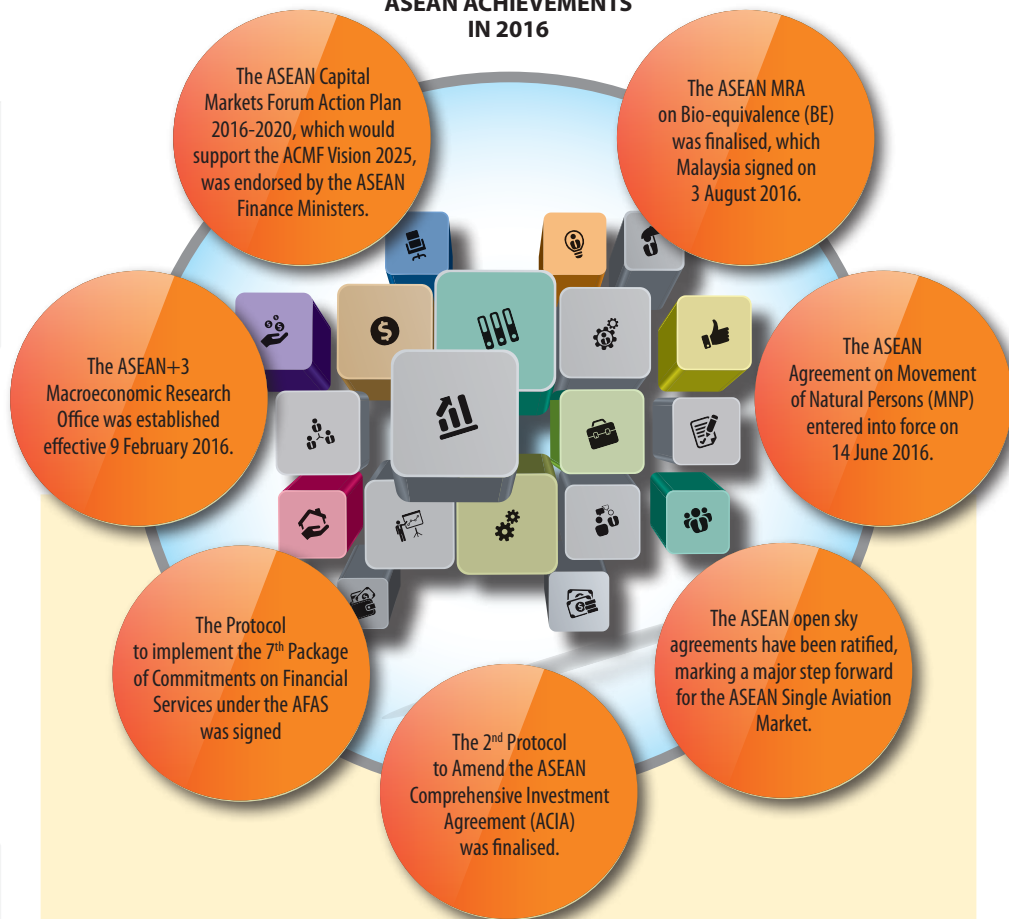 ASEAN ACHIEVEMENTS
IN 2016
The ASEAN Capital
Markets Forum Action Plan
2016-2020, which would
support the ACMF Vision 2025,
was endorsed by the ASEAN
Finance Ministers.
The ASEAN MRA
on Bio-equivalence (BE)
was finalised, which
Malaysia signed on
3 August 2016.
The ASEAN+3
Macroeconomic Research
Office was established
effective 9 February 2016.
The ASEAN
Agreement on Movement
of Natural Persons (MNP)
entered into force on
14 June 2016.
The Protocol
to implement the 7th Package
of Commitments on Financial
Services under the AFAS
was signed
The ASEAN open sky
agreements have been ratified,
marking a major step forward
for the ASEAN Single Aviation
Market.
The 2nd Protocol
to Amend the ASEAN
Comprehensive Investment
Agreement (ACIA)
was finalised.